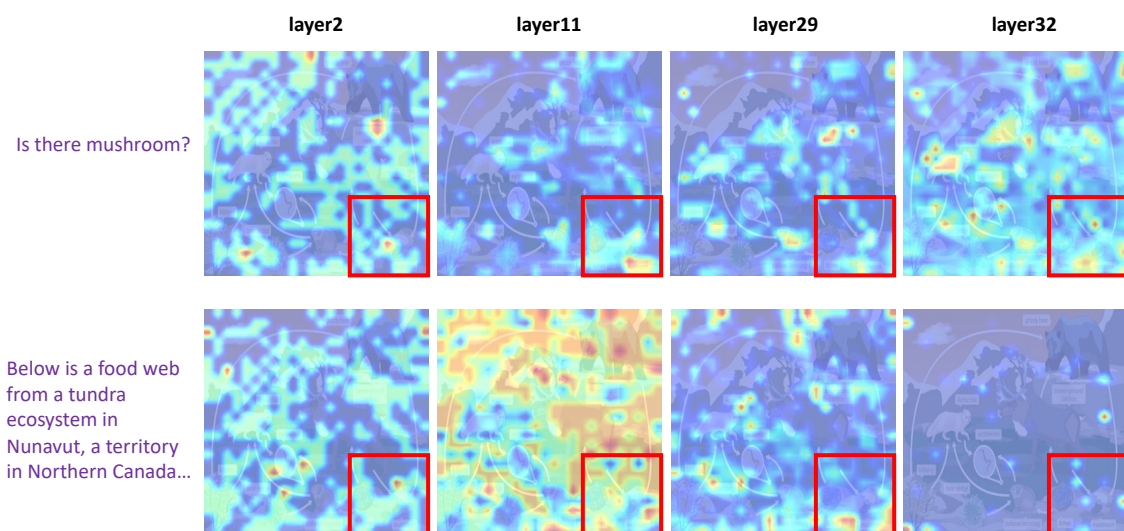 layer2 layer11 layer29 layer32
Is there mushroom?
Below is a food web
from a tundra
ecosystem in
Nunavut, a territory
in Northern Canada...